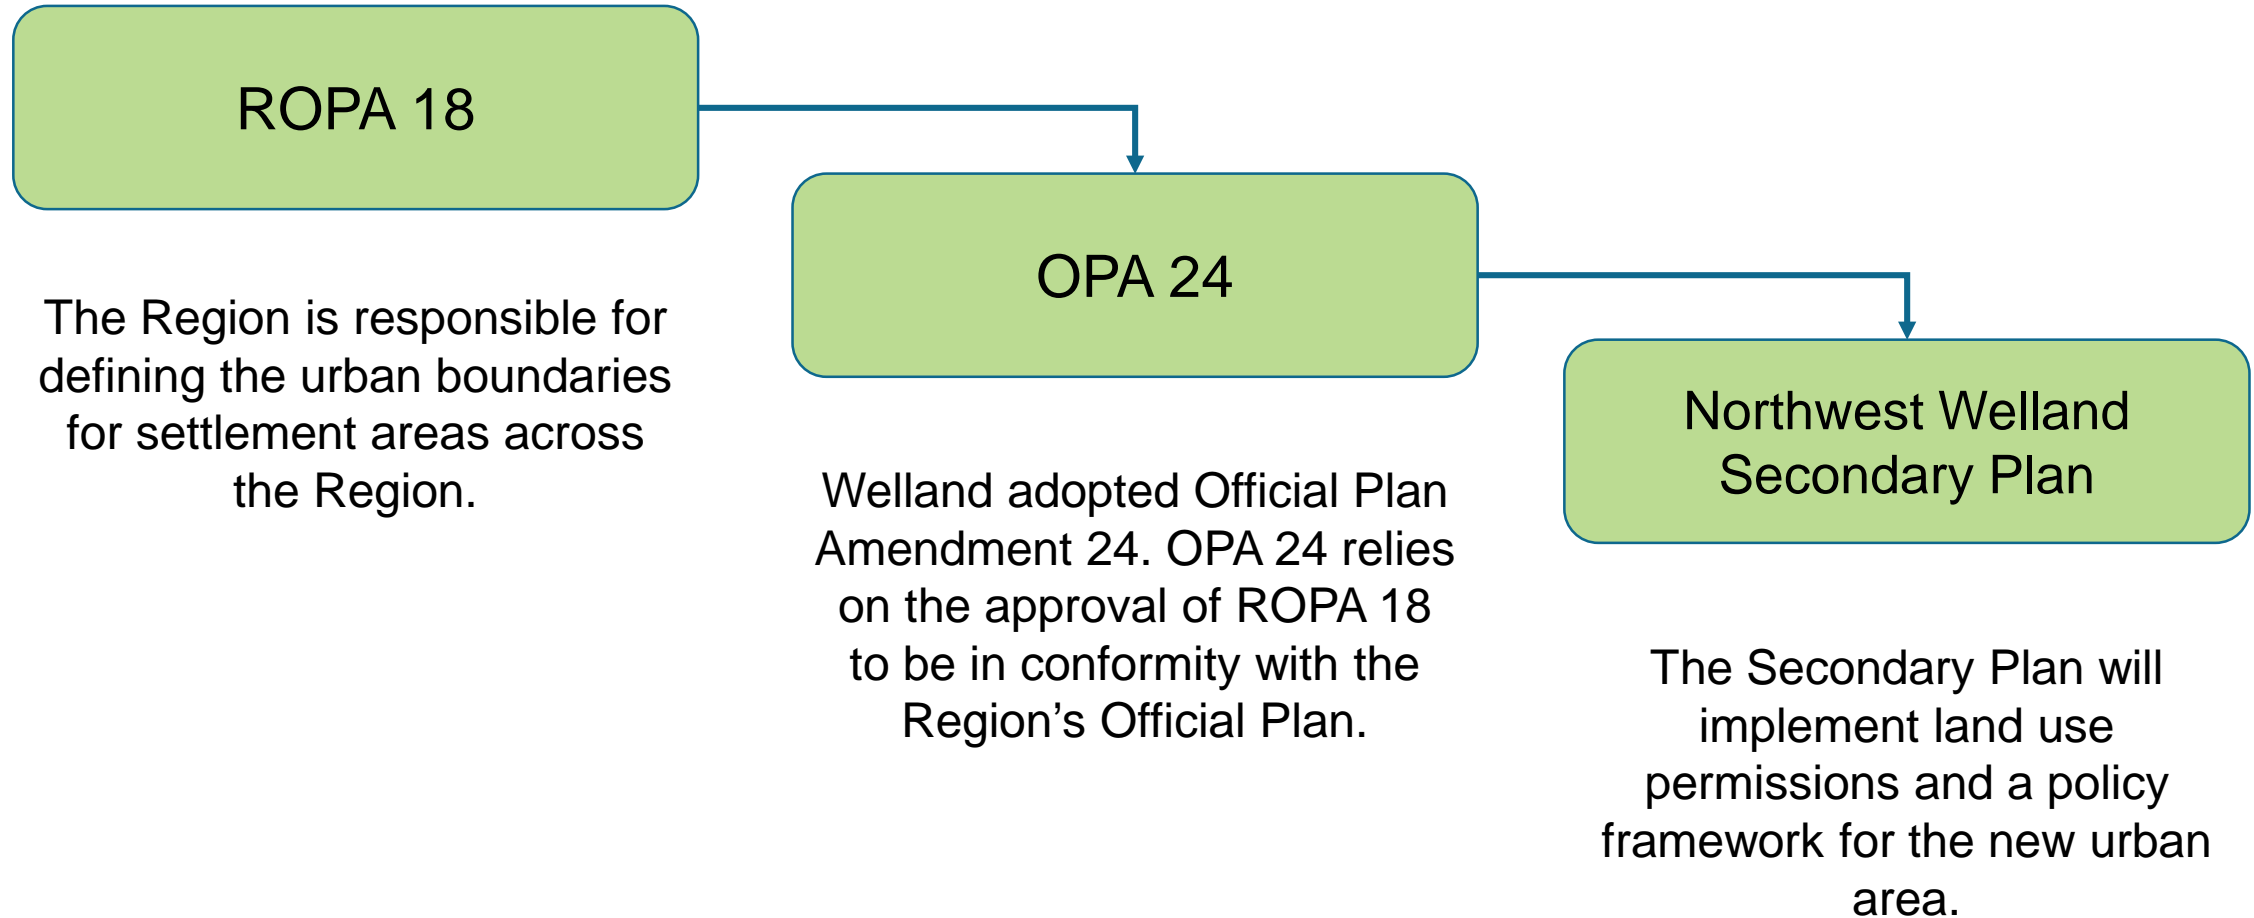 ROPA 18
The Region is responsible for
defining the urban boundaries
for settlement areas across
the Region.
OPA 24
Welland adopted Official Plan
Amendment 24. OPA 24 relies
on the approval of ROPA 18
to be in conformity with the
Region’s Official Plan.
Northwest Welland
Secondary Plan
The Secondary Plan will
implement land use
permissions and a policy
framework for the new urban
area.